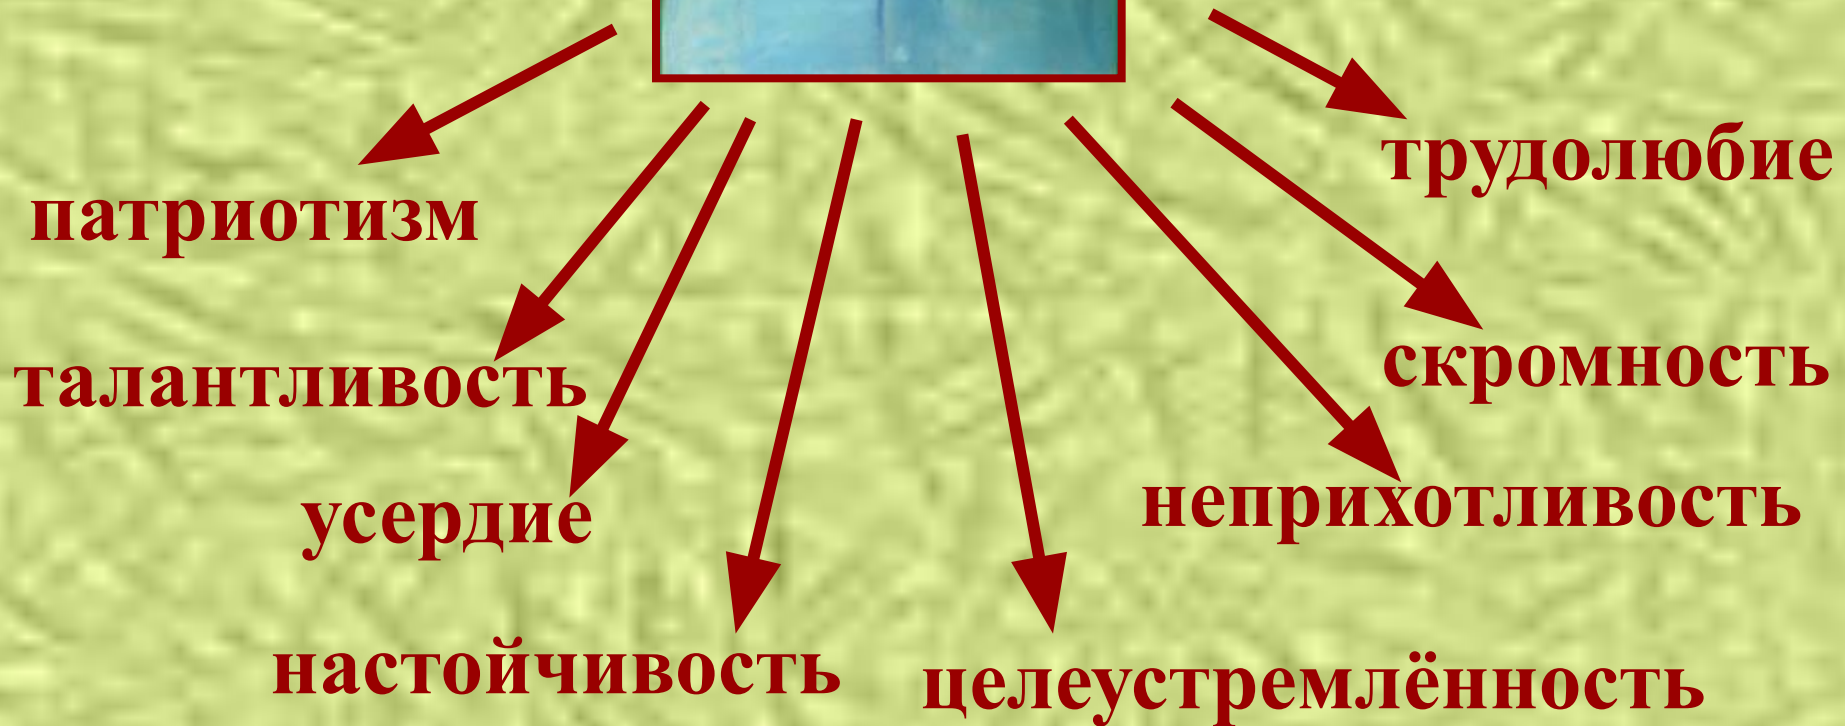 трудолюбие
патриотизм
скромность
талантливость
неприхотливость
усердие
настойчивость
целеустремлённость